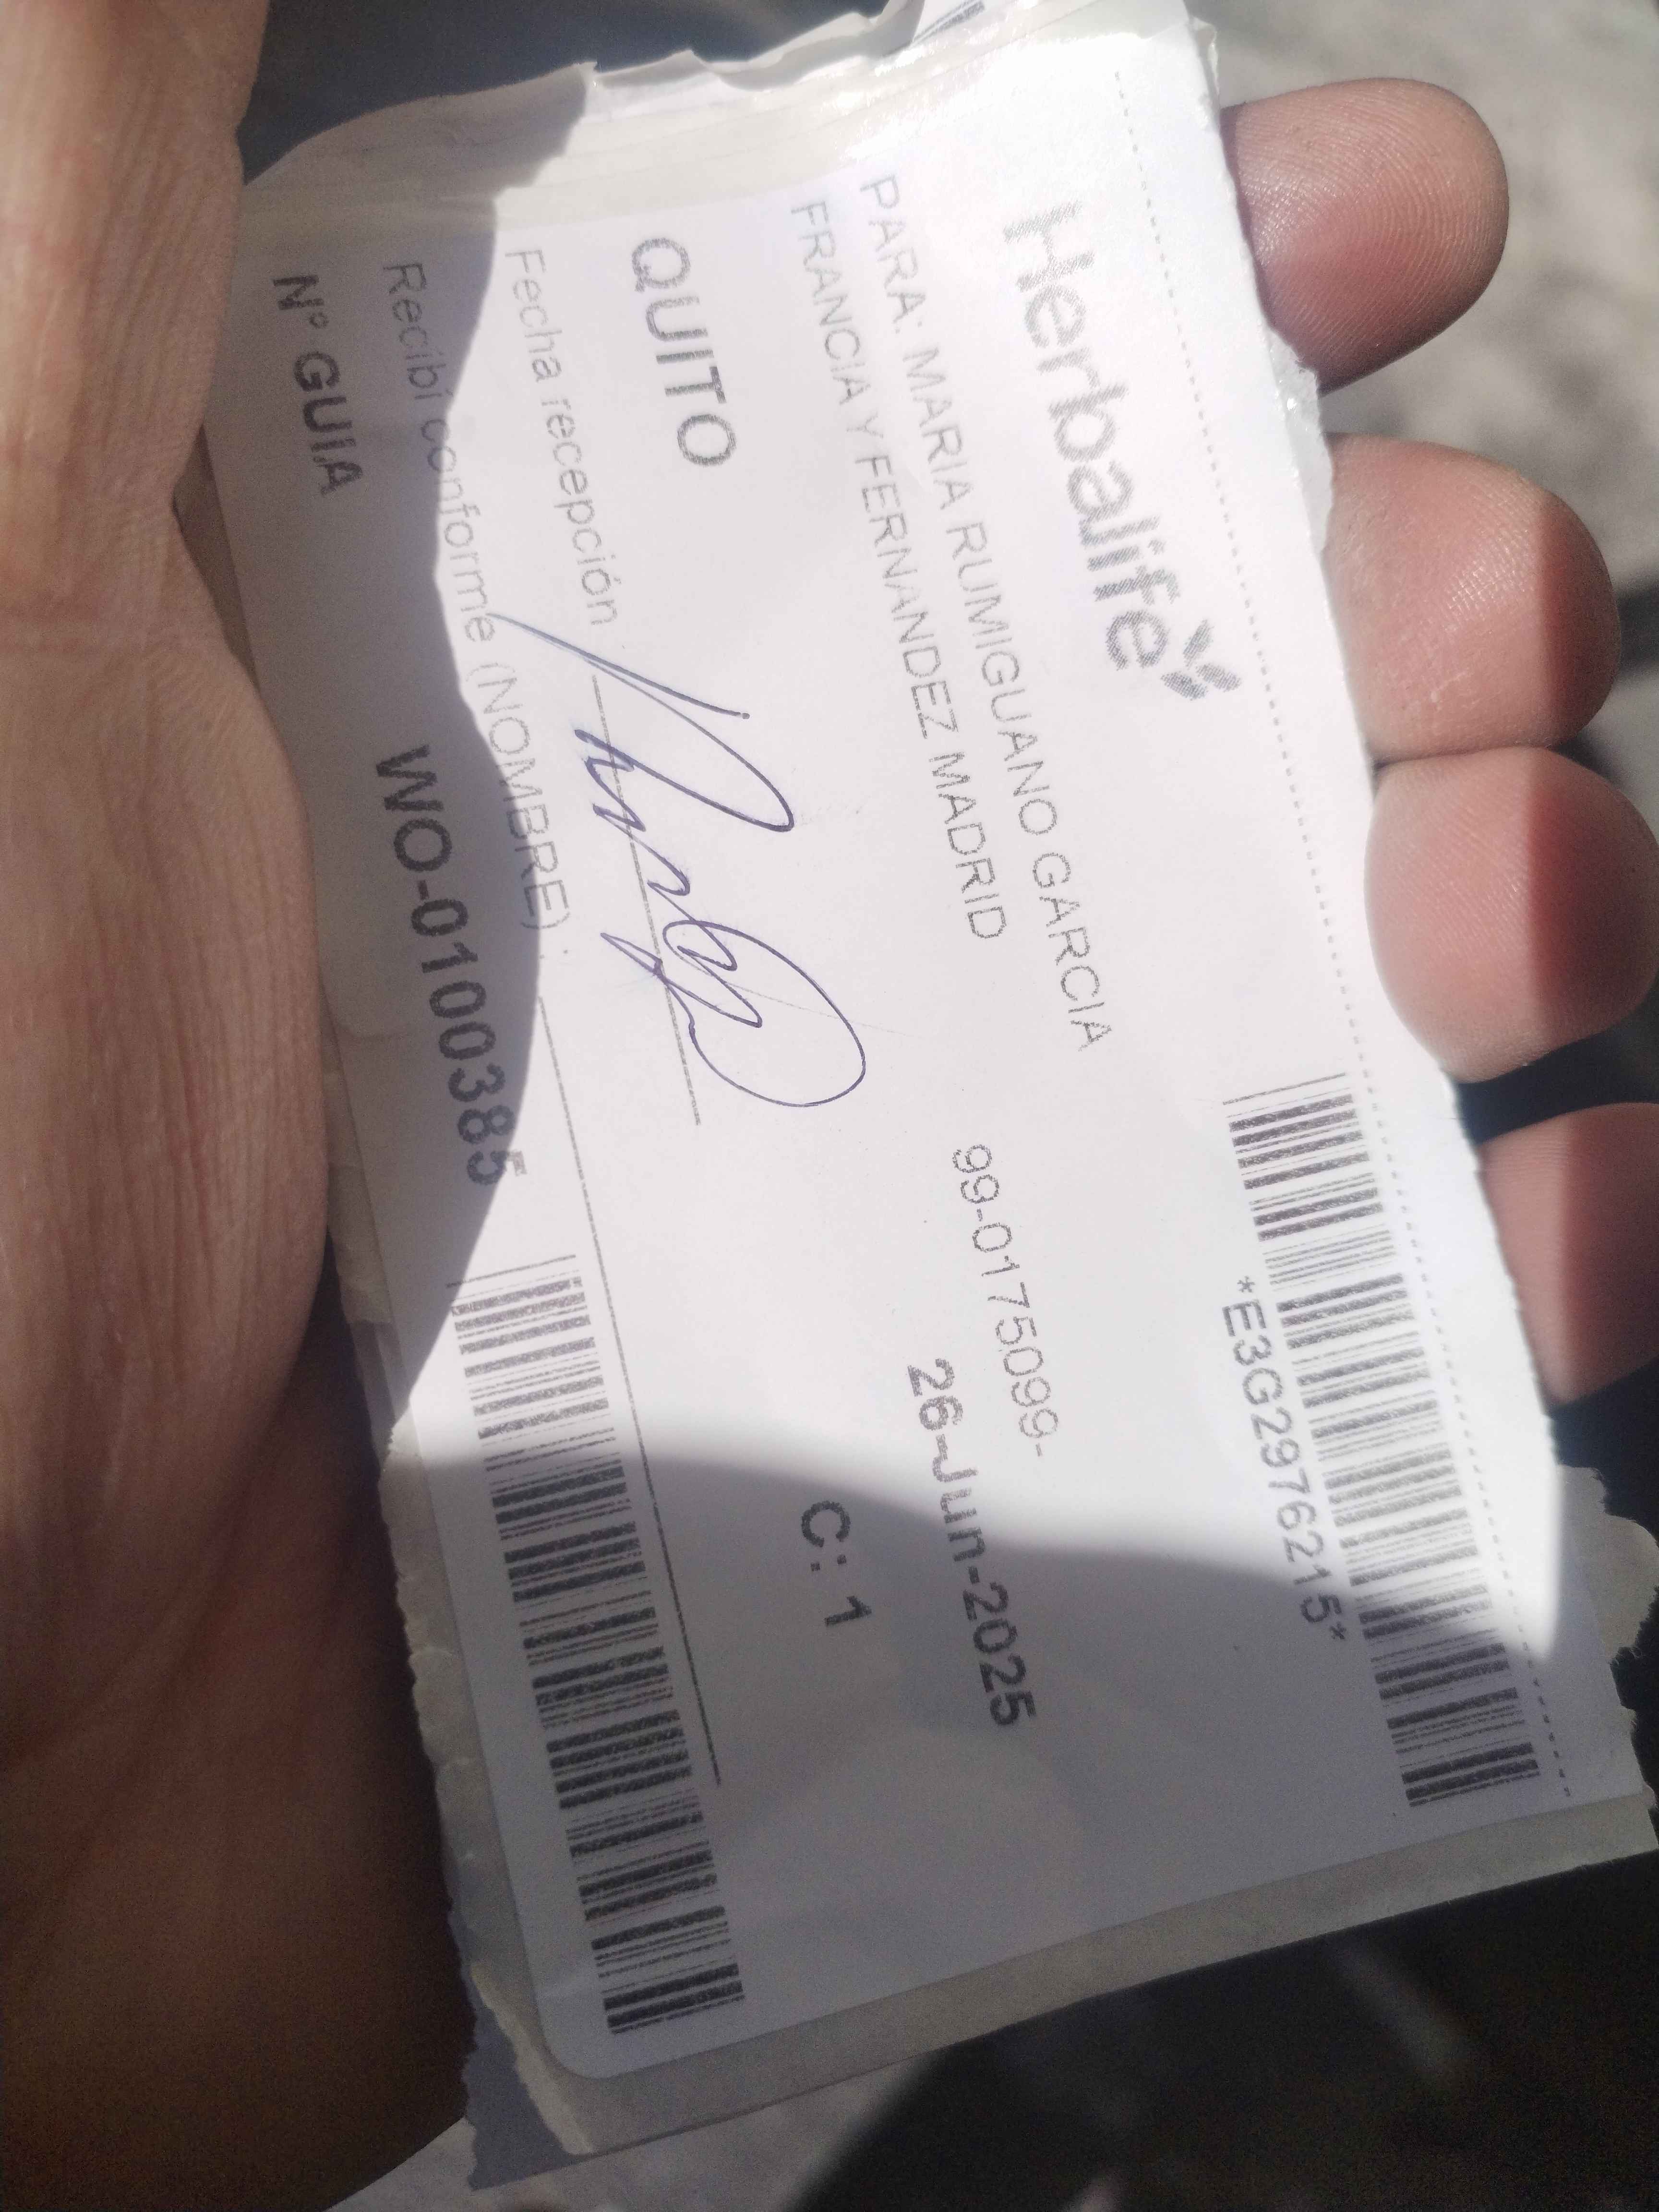 Herbalife
*E3G2976215*
PARA: MARIA RUMIGUANO GARCIA
99-0175099-
FRANCIA Y FERNANDEZ MADRID
26-Jun-2025
QUITO
C: 1
Fecha recepción
Recibí conforme (NOMBRE) :
Nº GUIA WO-0100385